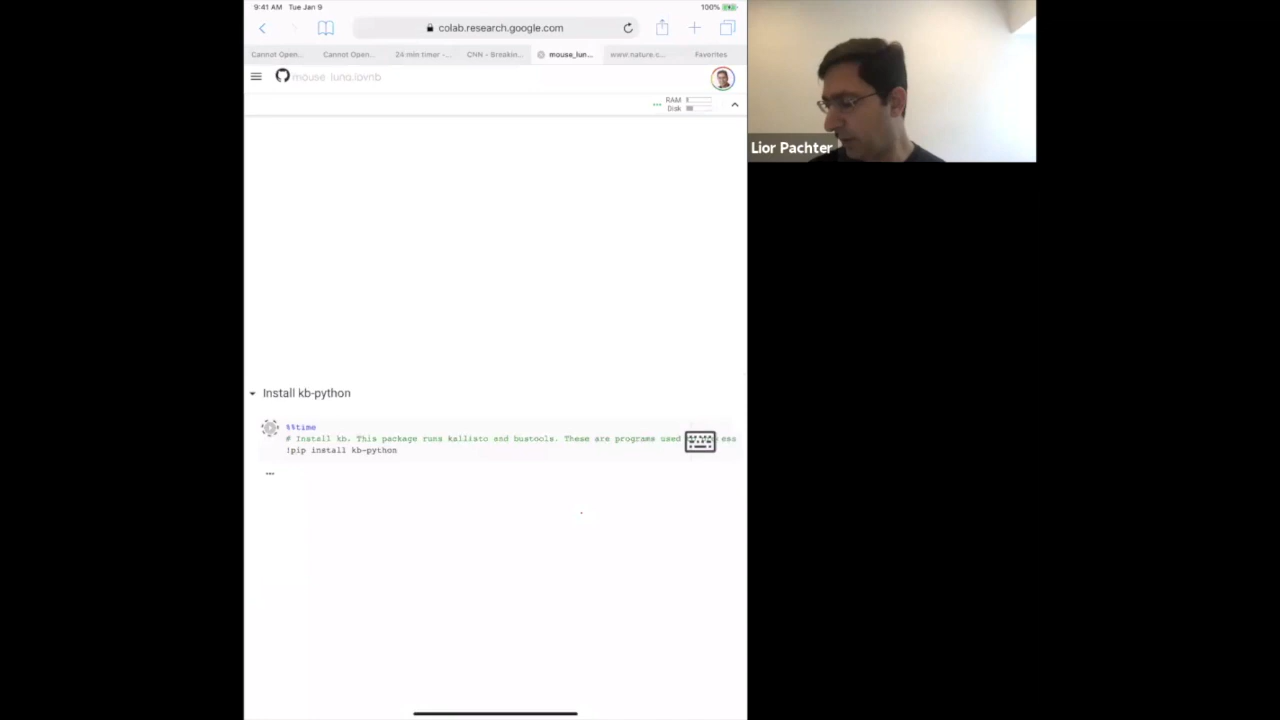 9:41 AM Tue Jan 9
100%
colab.research.google.com
Cannot Open... Cannot Open... 24 min timer -... CNN - Breakin... mouse_lun... www.nature.c... Favorites
mouse_lung.ipynb
RAM
Disk
Install kb-python
%%time
# Install kb. This package runs kallisto and bustools. These are programs used
!pip install kb-python
...
Lior Pachter